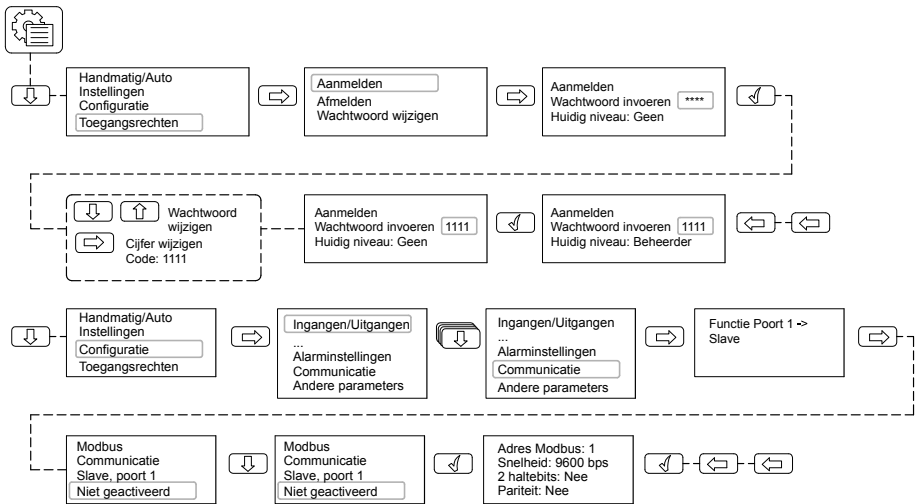 Handmatig/Auto
Instellingen
Configuratie
Toegangsrechten
Aanmelden
Afmelden
Wachtwoord wijzigen
Aanmelden
Wachtwoord invoeren ****
Huidig niveau: Geen
Wachtwoord
wijzigen
Cijfer wijzigen
Code: 1111
Aanmelden
Wachtwoord invoeren 1111
Huidig niveau: Geen
Aanmelden
Wachtwoord invoeren 1111
Huidig niveau: Beheerder
Handmatig/Auto
Instellingen
Configuratie
Toegangsrechten
Ingangen/Uitgangen
...
Alarminstellingen
Communicatie
Andere parameters
Ingangen/Uitgangen
...
Alarminstellingen
Communicatie
Andere parameters
Functie Poort 1 ->
Slave
Modbus
Communicatie
Slave, poort 1
Niet geactiveerd
Modbus
Communicatie
Slave, poort 1
Niet geactiveerd
Adres Modbus: 1
Snelheid: 9600 bps
2 haltebits: Nee
Pariteit: Nee